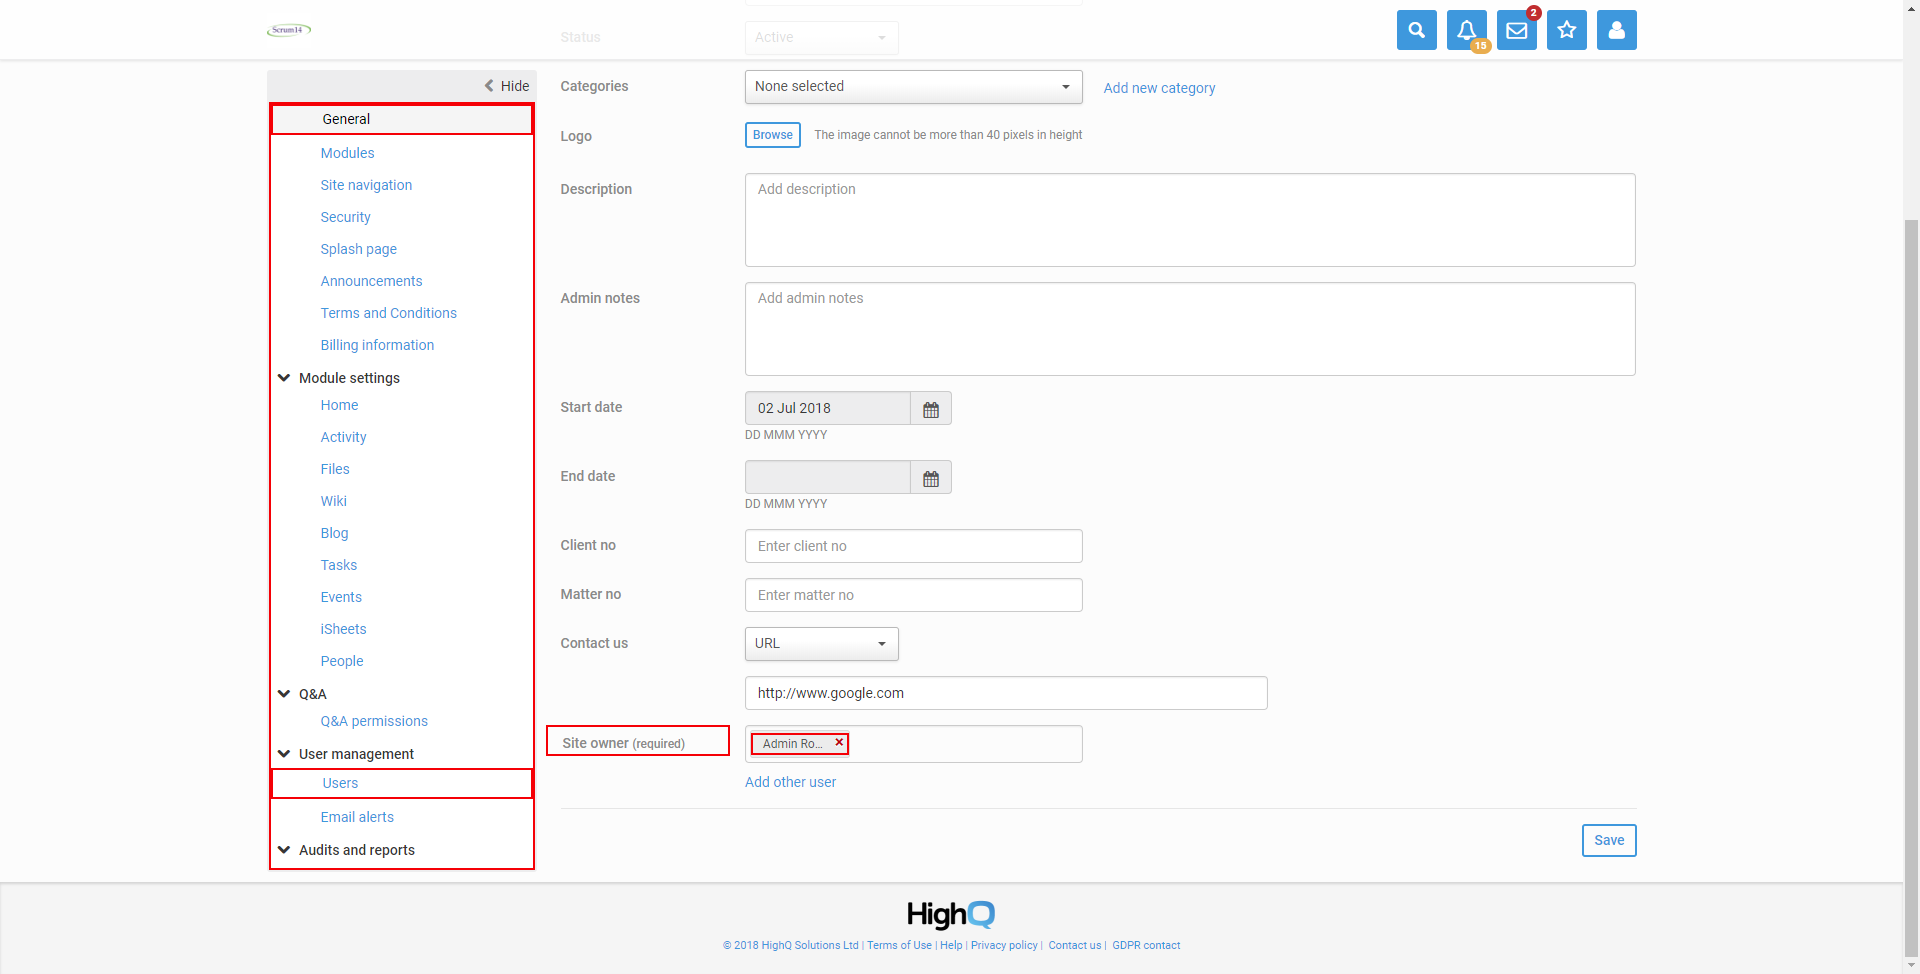 Scrum14
Status
Active
2
15
Hide
General
Modules
Site navigation
Security
Splash page
Announcements
Terms and Conditions
Billing information
Module settings
Home
Activity
Files
Wiki
Blog
Tasks
Events
iSheets
People
Q&A
Q&A permissions
User management
Users
Email alerts
Audits and reports
Categories
None selected
Add new category
Logo
Browse
The image cannot be more than 40 pixels in height
Description
Add description
Admin notes
Add admin notes
Start date
02 Jul 2018
DD MMM YYYY
End date
DD MMM YYYY
Client no
Enter client no
Matter no
Enter matter no
Contact us
URL
http://www.google.com
Site owner (required)
Admin Ro...
Add other user
Save
HighQ
© 2018 HighQ Solutions Ltd | Terms of Use | Help | Privacy policy | Contact us | GDPR contact